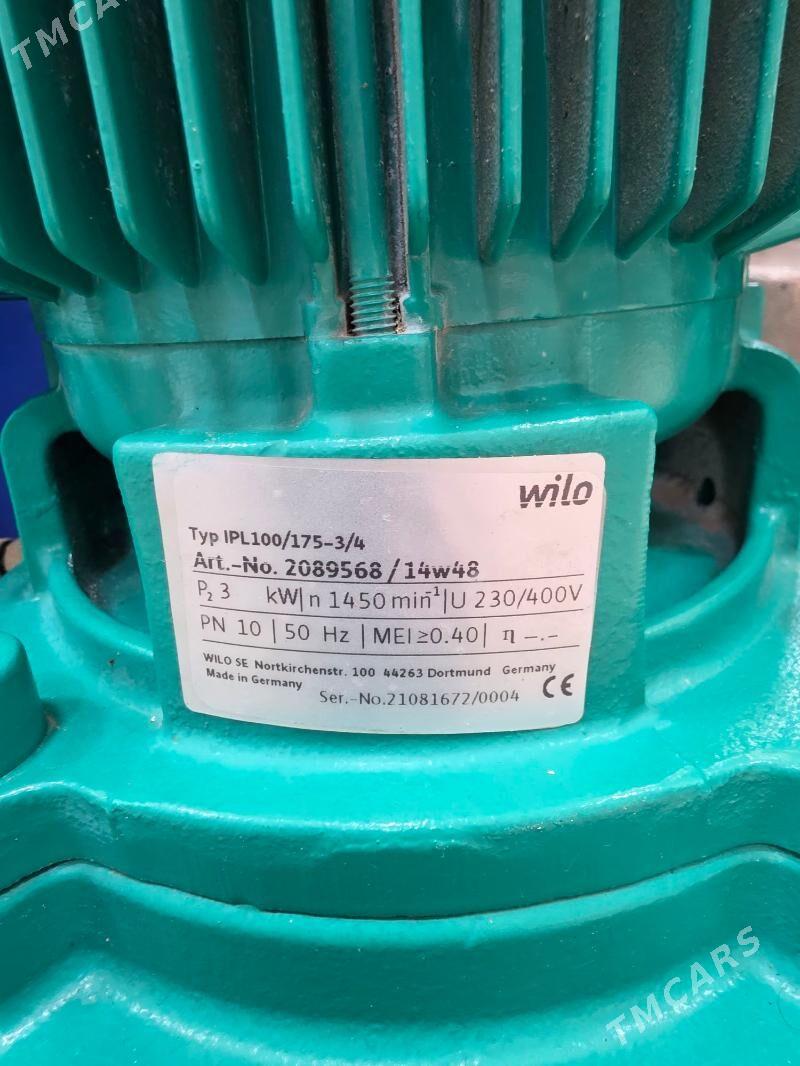 TMCARS
wilo
Typ IPL100/175-3/4
Art.-No. 2089568/14w48
P2 3 kW|n 1450 min-1|U 230/400V
PN 10|50 Hz|MEI≥0.40| η -.-
WILO SE Nortkirchenstr. 100 44263 Dortmund Germany
Made in Germany
Ser.-No.21081672/0004 CE
TMCARS